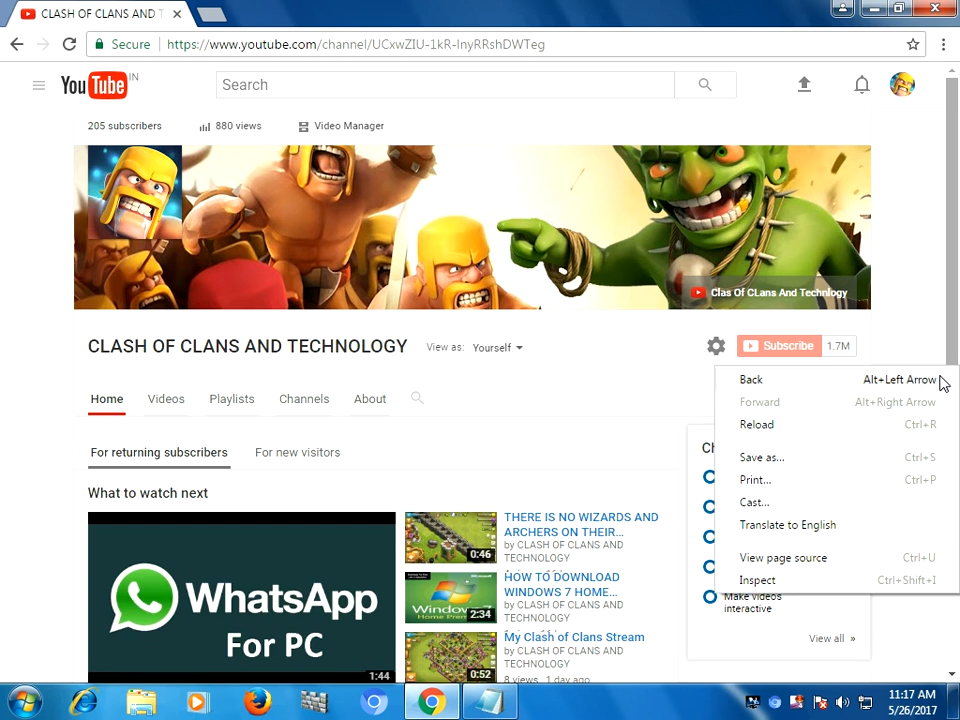 CLASH OF CLANS AND T
Secure
https://www.youtube.com/channel/UCxwZIU-1kR-lnyRRshDWTeg
YouTube IN
Search
205 subscribers
880 views
Video Manager
Clas Of CLans And Technlogy
CLASH OF CLANS AND TECHNOLOGY
View as: Yourself
Subscribe 1.7M
Home
Videos
Playlists
Channels
About
For returning subscribers
For new visitors
What to watch next
WhatsApp
For PC
1:44
0:46
THERE IS NO WIZARDS AND
ARCHERS ON THEIR...
by CLASH OF CLANS AND
TECHNOLOGY
2:34
HOW TO DOWNLOAD
WINDOWS 7 HOME...
by CLASH OF CLANS AND
TECHNOLOGY
0:52
My Clash of Clans Stream
by CLASH OF CLANS AND
TECHNOLOGY
8 views 1 day ago
Back Alt+Left Arrow
Forward Alt+Right Arrow
Reload Ctrl+R
Save as... Ctrl+S
Print... Ctrl+P
Cast...
Translate to English
View page source Ctrl+U
Inspect Ctrl+Shift+I
Make videos
interactive
View all »
11:17 AM
5/26/2017